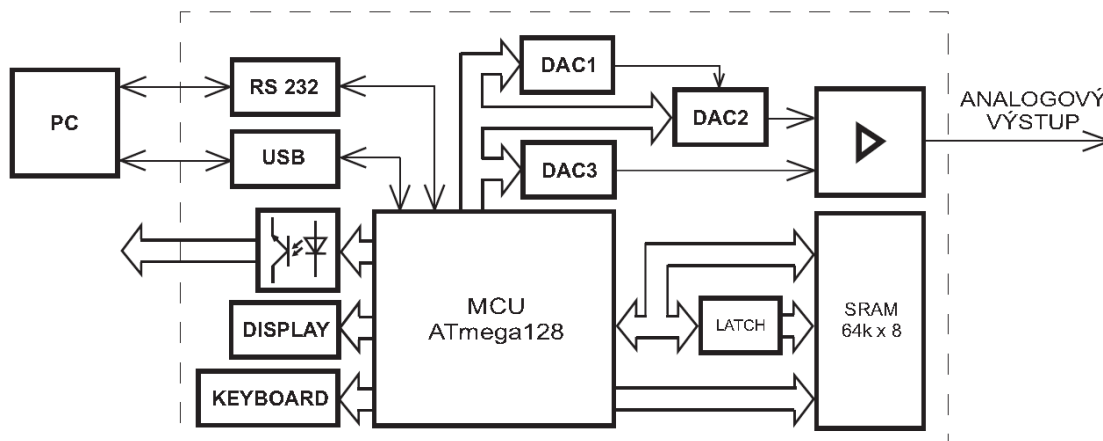 PC
RS 232
USB
DISPLAY
KEYBOARD
DAC1
DAC2
DAC3
ANALOGOVÝ
VÝSTUP
MCU
ATmega128
LATCH
SRAM
64k x 8